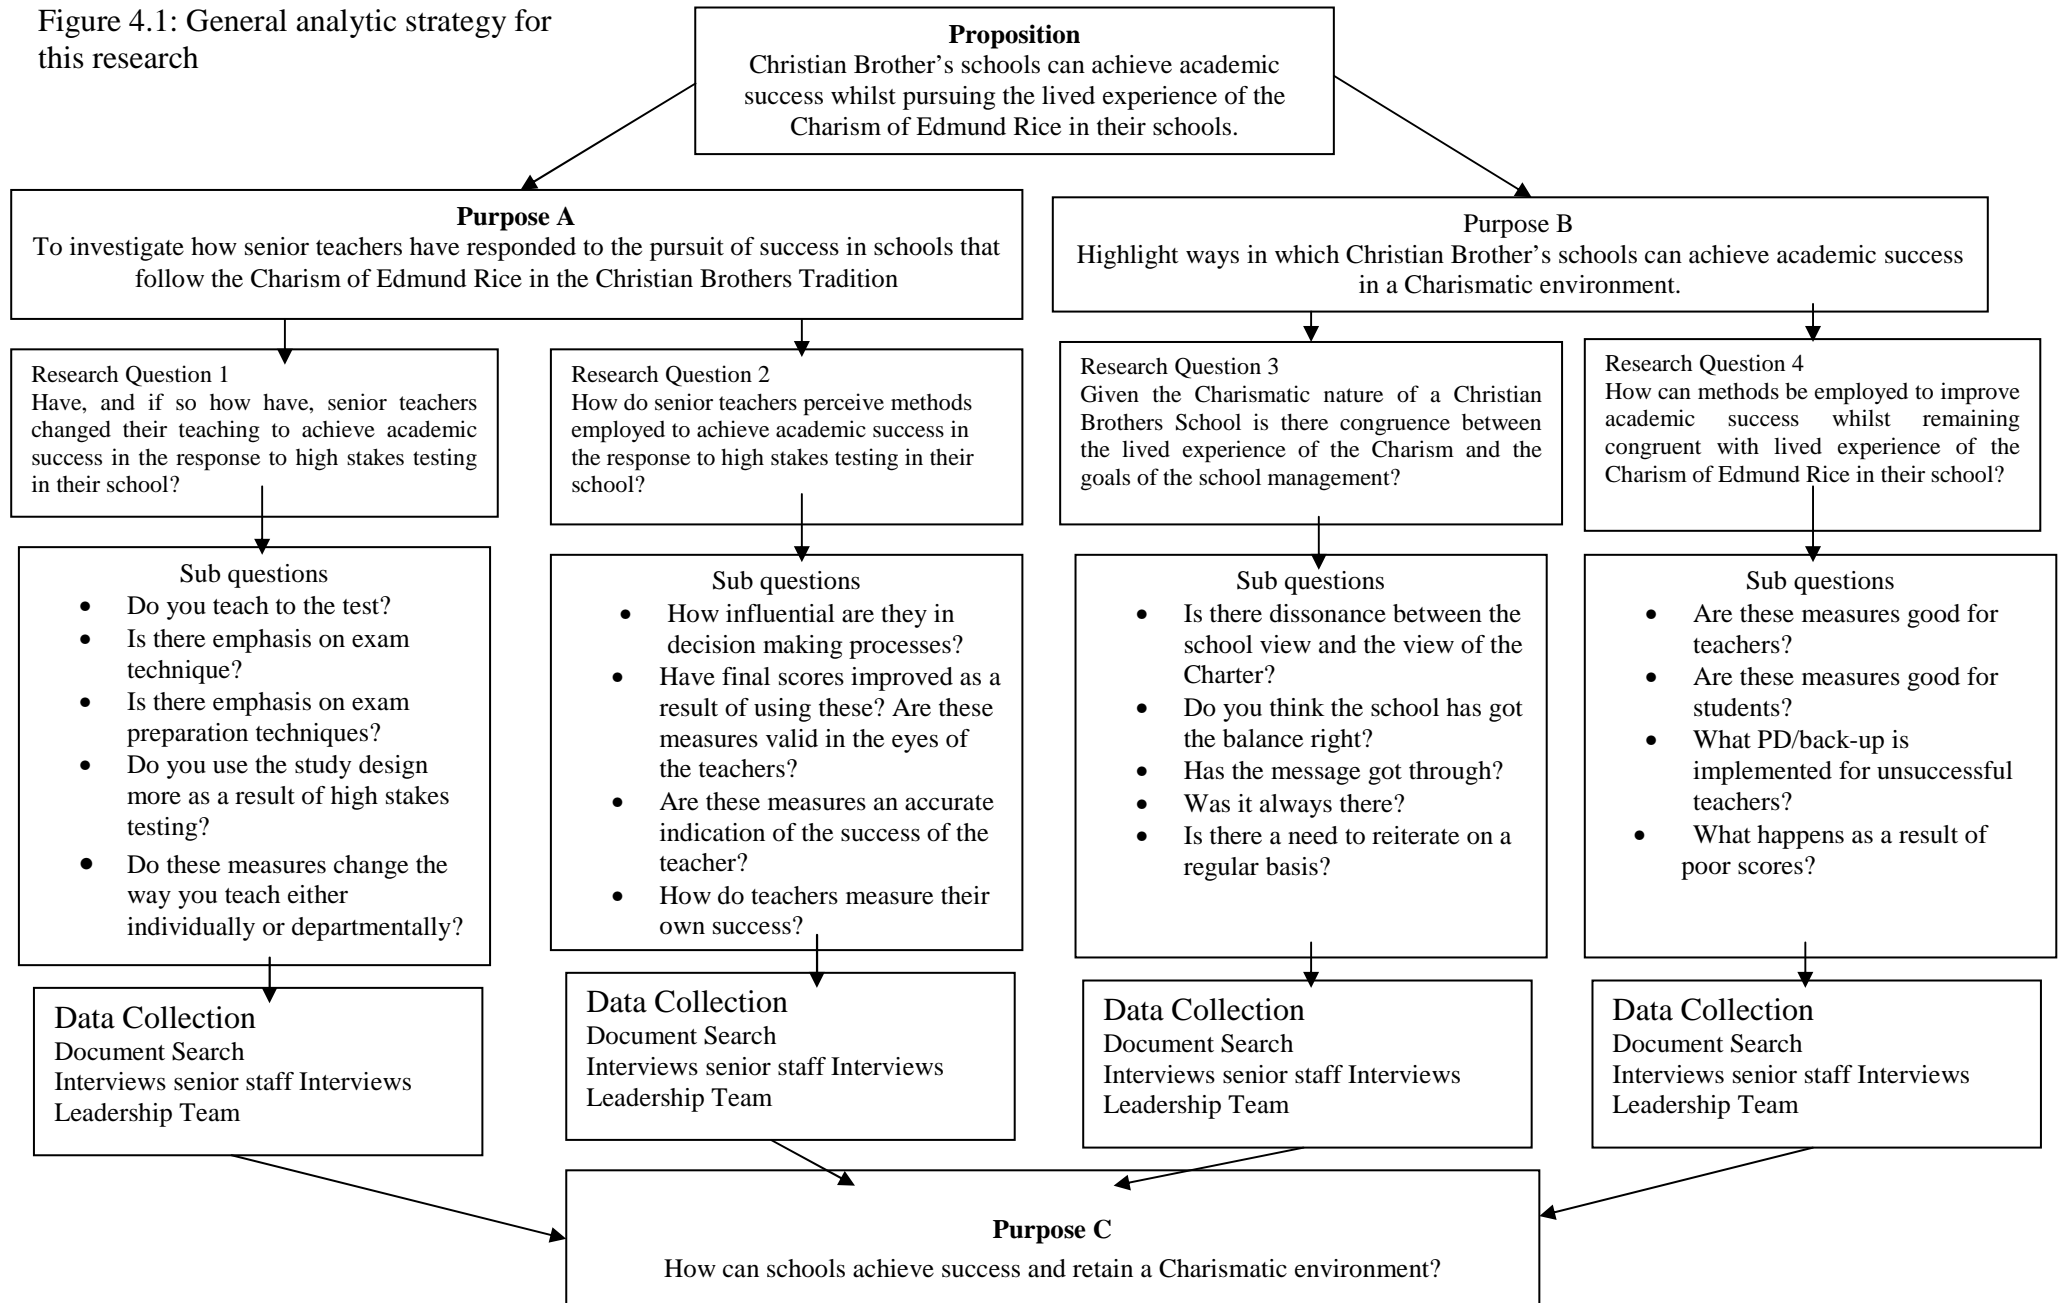 Figure 4.1: General analytic strategy for
this research
Proposition
Christian Brother's schools can achieve academic
success whilst pursuing the lived experience of the
Charism of Edmund Rice in their schools.
Purpose A
To investigate how senior teachers have responded to the pursuit of success in schools that
follow the Charism of Edmund Rice in the Christian Brothers Tradition
Purpose B
Highlight ways in which Christian Brother's schools can achieve academic success
in a Charismatic environment.
Research Question 1
Have, and if so how have, senior teachers
changed their teaching to achieve academic
success in the response to high stakes testing
in their school?
Research Question 2
How do senior teachers perceive methods
employed to achieve academic success in
the response to high stakes testing in their
school?
Research Question 3
Given the Charismatic nature of a Christian
Brothers School is there congruence between
the lived experience of the Charism and the
goals of the school management?
Research Question 4
How can methods be employed to improve
academic success whilst remaining
congruent with lived experience of the
Charism of Edmund Rice in their school?
Sub questions
• Do you teach to the test?
• Is there emphasis on exam
technique?
• Is there emphasis on exam
preparation techniques?
• Do you use the study design
more as a result of high stakes
testing?
• Do these measures change the
way you teach either
individually or departmentally?
Sub questions
• How influential are they in
decision making processes?
• Have final scores improved as a
result of using these? Are these
measures valid in the eyes of
the teachers?
• Are these measures an accurate
indication of the success of the
teacher?
• How do teachers measure their
own success?
Sub questions
• Is there dissonance between the
school view and the view of the
Charter?
• Do you think the school has got
the balance right?
• Has the message got through?
• Was it always there?
• Is there a need to reiterate on a
regular basis?
Sub questions
• Are these measures good for
teachers?
• Are these measures good for
students?
• What PD/back-up is
implemented for unsuccessful
teachers?
• What happens as a result of
poor scores?
Data Collection
Document Search
Interviews senior staff Interviews
Leadership Team
Data Collection
Document Search
Interviews senior staff Interviews
Leadership Team
Data Collection
Document Search
Interviews senior staff Interviews
Leadership Team
Data Collection
Document Search
Interviews senior staff Interviews
Leadership Team
Purpose C
How can schools achieve success and retain a Charismatic environment?